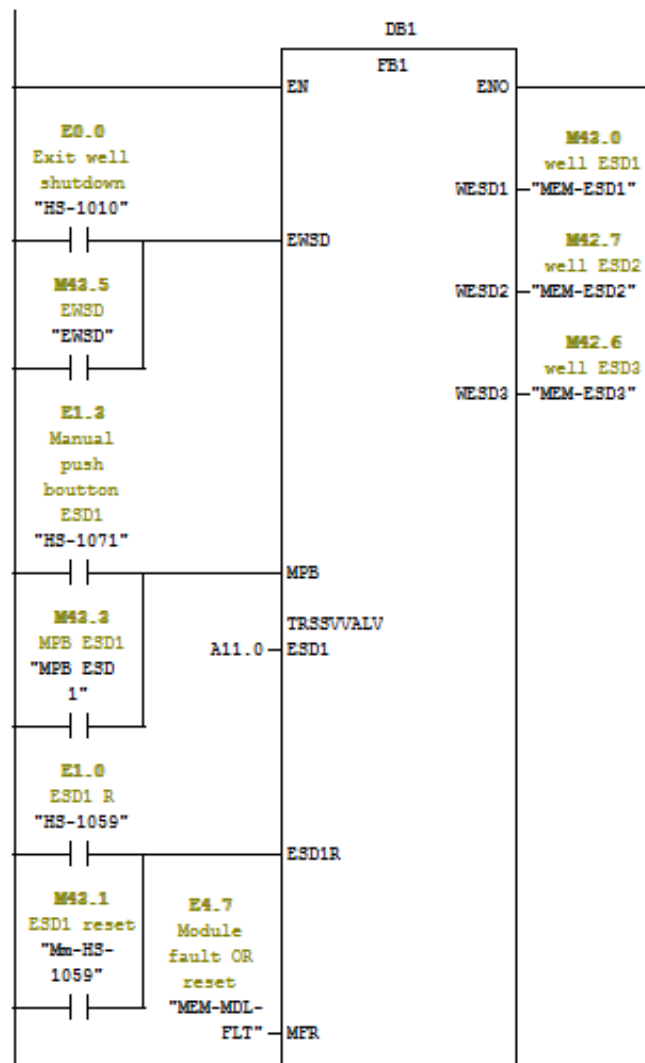 DB1
FB1
EN
ENO
E0.0
Exit well
shutdown
"HS-1010"
EWSD
M43.0
well ESD1
WESD1
"MEM-ESD1"
M43.5
EWSD
"EWSD"
M42.7
well ESD2
WESD2
"MEM-ESD2"
M42.6
well ESD3
WESD3
"MEM-ESD3"
E1.3
Manual
push
boutton
ESD1
"HS-1071"
MPB
M43.3
MPB ESD1
"MPB ESD
1"
TRSSVVALV
A11.0
ESD1
E1.0
ESD1 R
"HS-1059"
ESD1R
M43.1
ESD1 reset
"Mm-HS-
1059"
E4.7
Module
fault OR
reset
"MEM-MDL-
FLT"
MFR